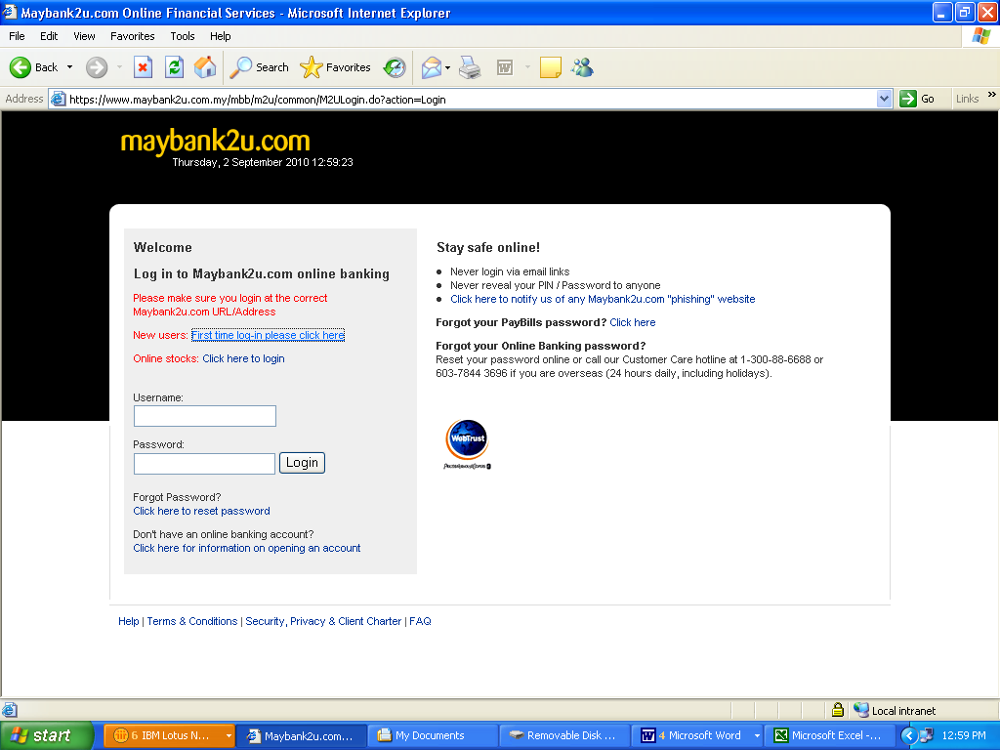 Maybank2u.com Online Financial Services - Microsoft Internet Explorer
File Edit View Favorites Tools Help
Back Search Favorites
Address https://www.maybank2u.com.my/mbb/m2u/common/M2ULogin.do?action=Login Go Links »
maybank2u.com
Thursday, 2 September 2010 12:59:23
Welcome
Log in to Maybank2u.com online banking
Please make sure you login at the correct
Maybank2u.com URL/Address
New users: First time log-in please click here
Online stocks: Click here to login
Username:
Password:
Login
Forgot Password?
Click here to reset password
Don't have an online banking account?
Click here for information on opening an account
Stay safe online!
• Never login via email links
• Never reveal your PIN / Password to anyone
• Click here to notify us of any Maybank2u.com "phishing" website
Forgot your PayBills password? Click here
Forgot your Online Banking password?
Reset your password online or call our Customer Care hotline at 1-300-88-6688 or
603-7844 3696 if you are overseas (24 hours daily, including holidays).
WebTrust
Help | Terms & Conditions | Security, Privacy & Client Charter | FAQ
Local intranet
start 6 IBM Lotus N... Maybank2u.com... My Documents Removable Disk ... 4 Microsoft Word Microsoft Excel -... 12:59 PM